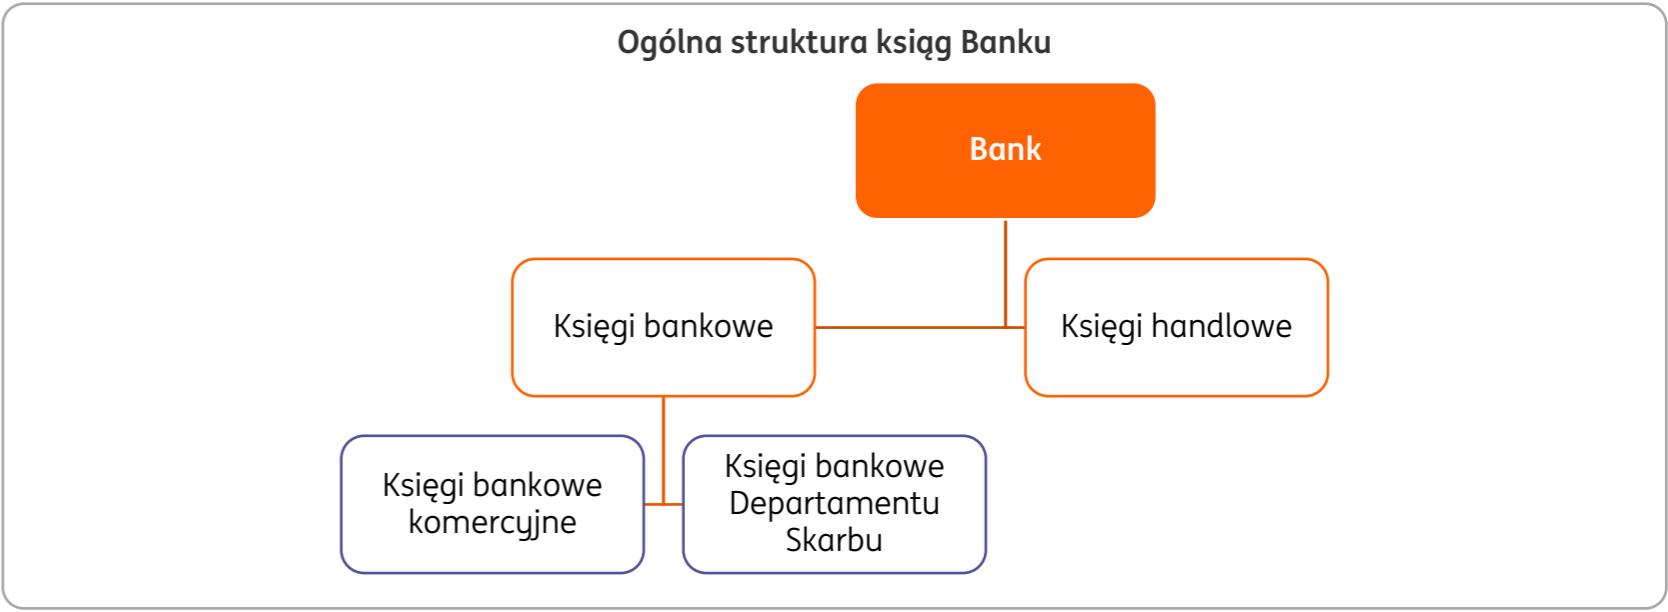 Ogólna struktura ksiąg Banku
Bank
Księgi bankowe
Księgi handlowe
Księgi bankowe
komercyjne
Księgi bankowe
Departamentu
Skarbu